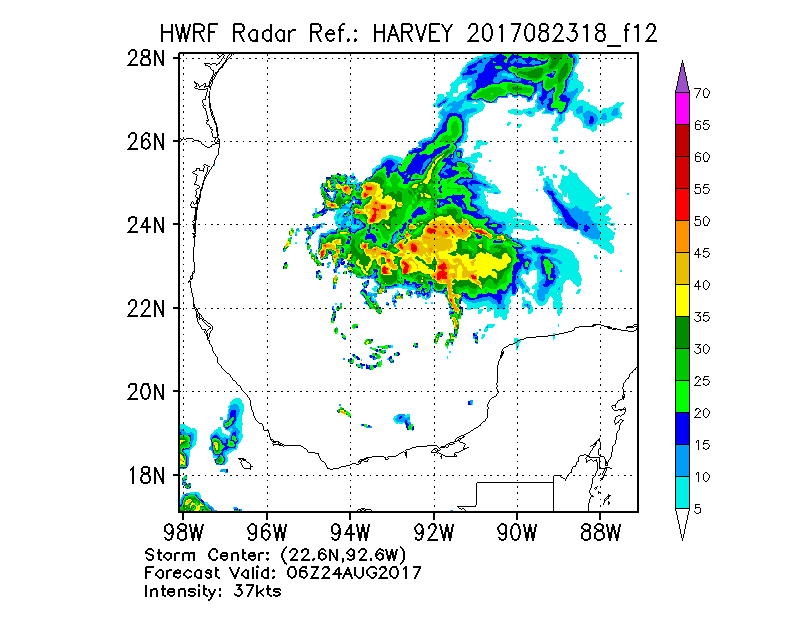 HWRF Radar Ref.: HARVEY 2017082318_f12
28N
26N
24N
22N
20N
18N
98W 96W 94W 92W 90W 88W
70
65
60
55
50
45
40
35
30
25
20
15
10
5
Storm Center: (22.6N,92.6W)
Forecast Valid: 06Z24AUG2017
Intensity: 37kts